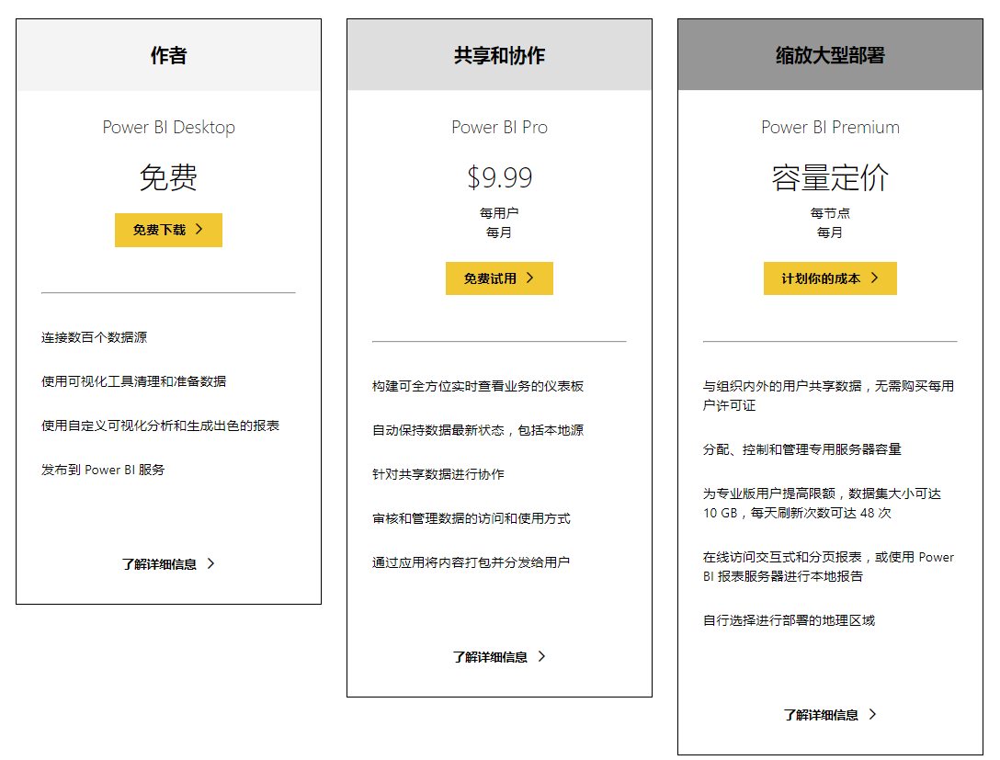 作者
Power BI Desktop
免费
免费下载
连接数百个数据源
使用可视化工具清理和准备数据
使用自定义可视化分析和生成出色的报表
发布到 Power BI 服务
了解详细信息
共享和协作
Power BI Pro
$9.99
每用户
每月
免费试用
构建可全方位实时查看业务的仪表板
自动保持数据最新状态，包括本地源
针对共享数据进行协作
审核和管理数据的访问和使用方式
通过应用将内容打包并分发给用户
了解详细信息
缩放大型部署
Power BI Premium
容量定价
每节点
每月
计划你的成本
与组织内外的用户共享数据，无需购买每用
户许可证
分配、控制和管理专用服务器容量
为专业版用户提高限额，数据集大小可达
10 GB，每天刷新次数可达 48 次
在线访问交互式和分页报表，或使用 Power
BI 报表服务器进行本地报告
自行选择进行部署的地理区域
了解详细信息